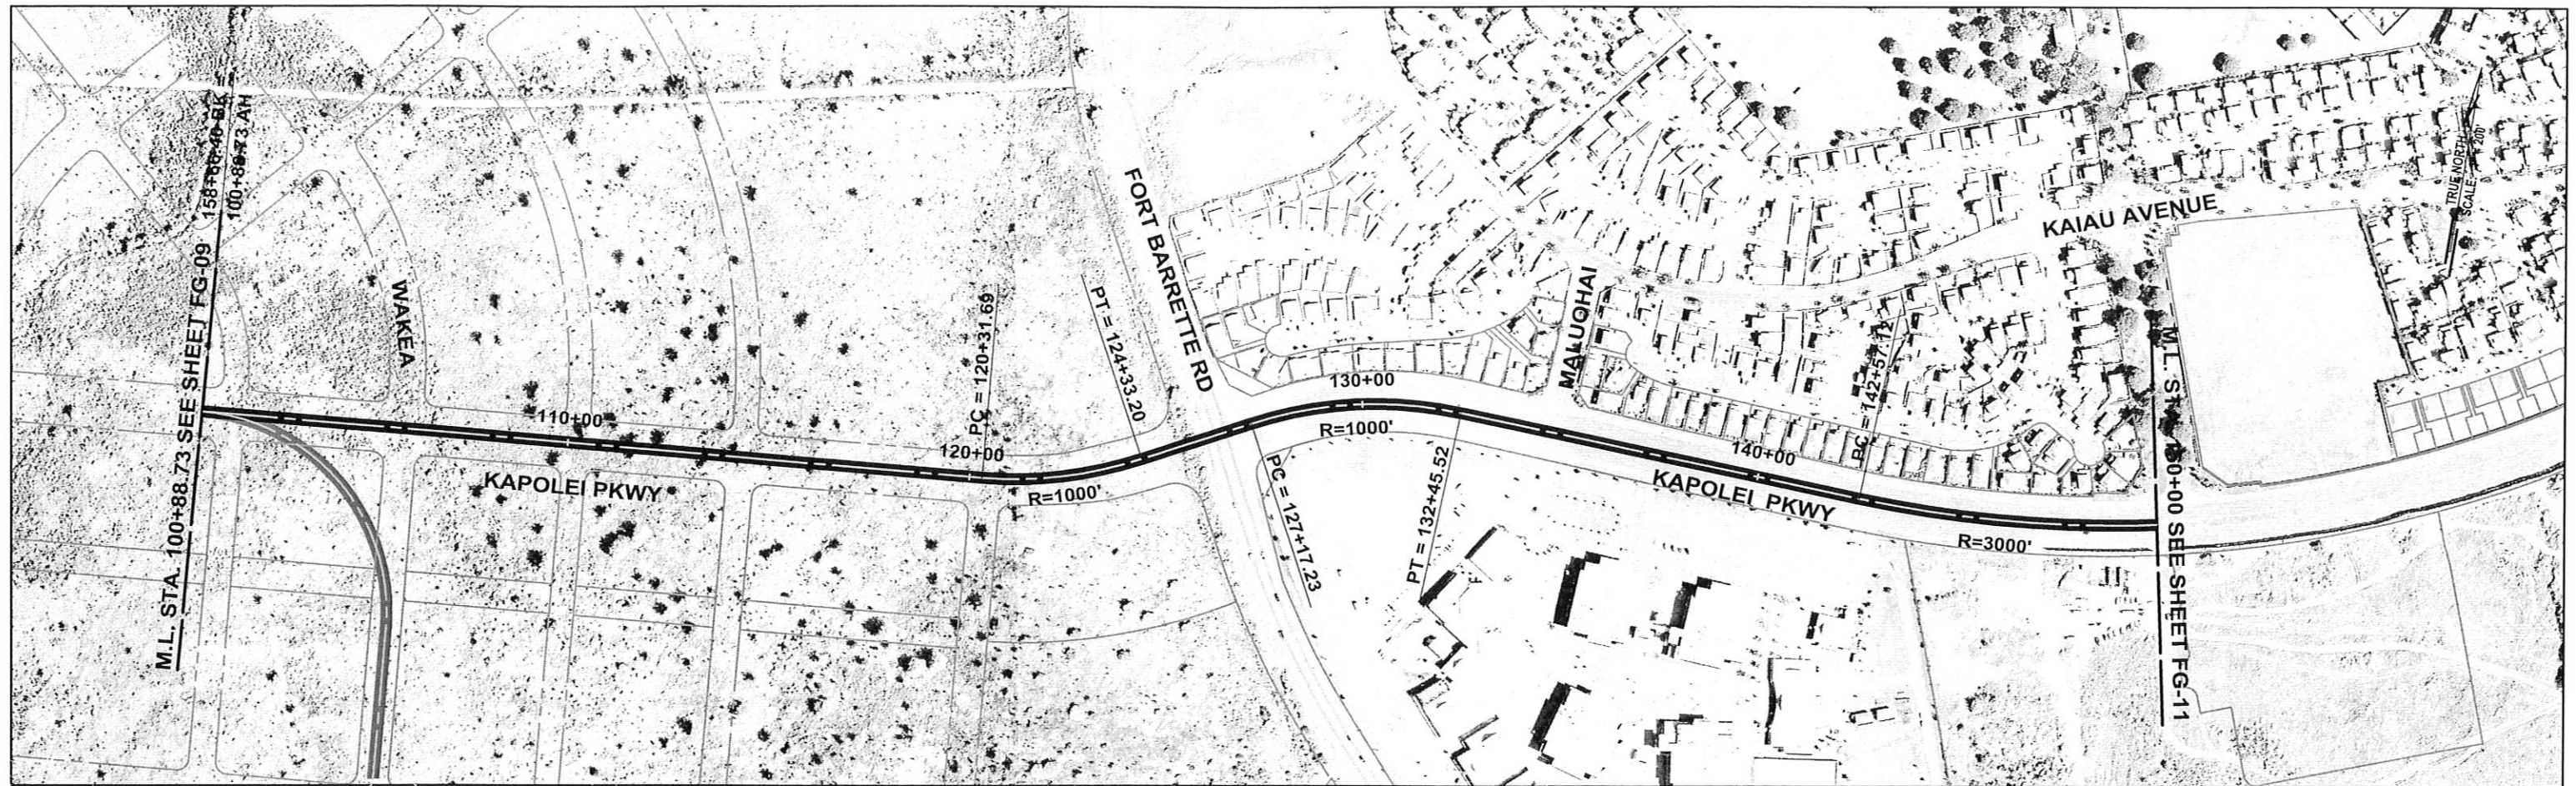 158+66.40 BK
100+88.73 AH
M.L. STA. 100+88.73 SEE SHEET FG-09
WAKEA
110+00
KAPOLEI PKWY
PC = 120+31.69
120+00
R=1000'
PT = 124+33.20
FORT BARRETTE RD
PC = 127+17.23
130+00
R=1000'
PT = 132+45.52
MALUOHAI
140+00
KAPOLEI PKWY
PC = 142+57.12
R=3000'
KAIAU AVENUE
M.L. STA. 150+00 SEE SHEET FG-11
TRUE NORTH
SCALE: 200'